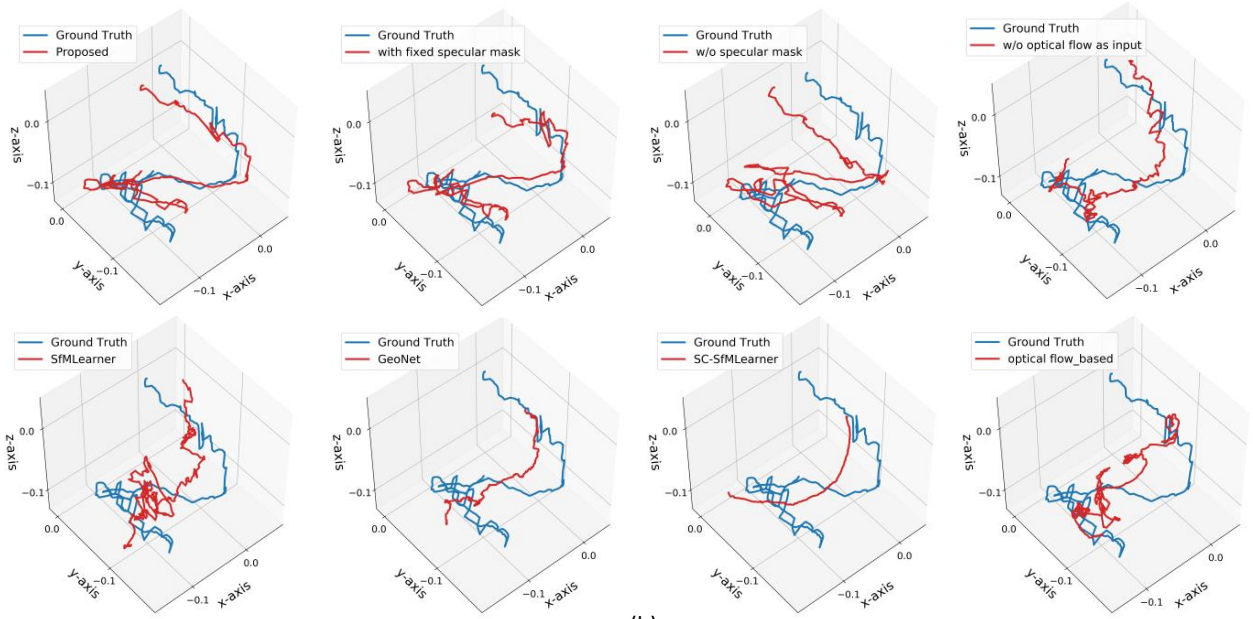 Ground Truth
Proposed
z-axis
0.0
−0.1
0.0
y-axis
−0.1
−0.1
x-axis
0.0
Ground Truth
with fixed specular mask
z-axis
0.0
−0.1
0.0
y-axis
−0.1
−0.1
x-axis
0.0
Ground Truth
w/o specular mask
z-axis
0.0
−0.1
0.0
y-axis
−0.1
−0.1
x-axis
0.0
Ground Truth
w/o optical flow as input
z-axis
0.0
−0.1
0.0
y-axis
−0.1
−0.1
x-axis
0.0
Ground Truth
SfMLearner
z-axis
0.0
−0.1
0.0
y-axis
−0.1
−0.1
x-axis
0.0
Ground Truth
GeoNet
z-axis
0.0
−0.1
0.0
y-axis
−0.1
−0.1
x-axis
0.0
Ground Truth
SC-SfMLearner
z-axis
0.0
−0.1
0.0
y-axis
−0.1
−0.1
x-axis
0.0
Ground Truth
optical flow_based
z-axis
0.0
−0.1
0.0
y-axis
−0.1
−0.1
x-axis
0.0